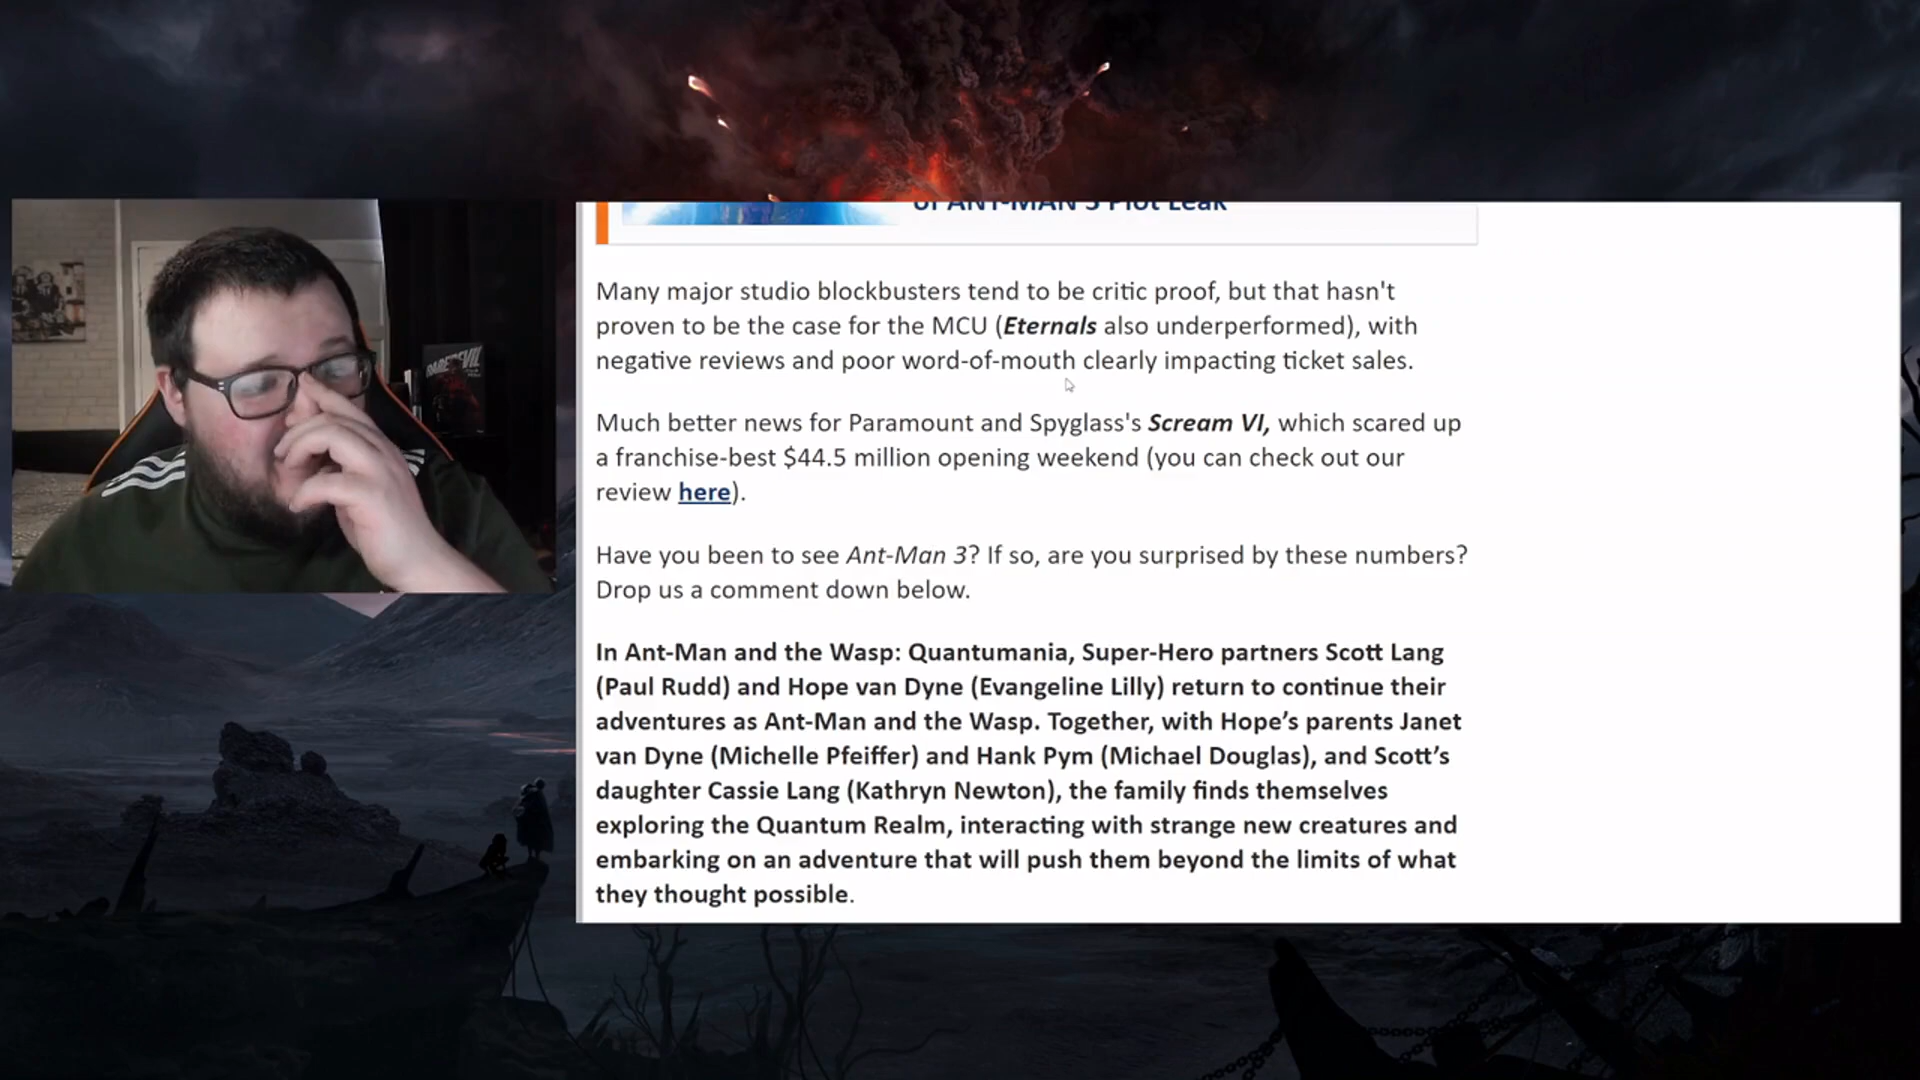 of ANT-MAN 3 Plot Leak
Many major studio blockbusters tend to be critic proof, but that hasn't
proven to be the case for the MCU (Eternals also underperformed), with
negative reviews and poor word-of-mouth clearly impacting ticket sales.
Much better news for Paramount and Spyglass's Scream VI, which scared up
a franchise-best $44.5 million opening weekend (you can check out our
review here).
Have you been to see Ant-Man 3? If so, are you surprised by these numbers?
Drop us a comment down below.
In Ant-Man and the Wasp: Quantumania, Super-Hero partners Scott Lang
(Paul Rudd) and Hope van Dyne (Evangeline Lilly) return to continue their
adventures as Ant-Man and the Wasp. Together, with Hope’s parents Janet
van Dyne (Michelle Pfeiffer) and Hank Pym (Michael Douglas), and Scott’s
daughter Cassie Lang (Kathryn Newton), the family finds themselves
exploring the Quantum Realm, interacting with strange new creatures and
embarking on an adventure that will push them beyond the limits of what
they thought possible.
DAREDEVIL